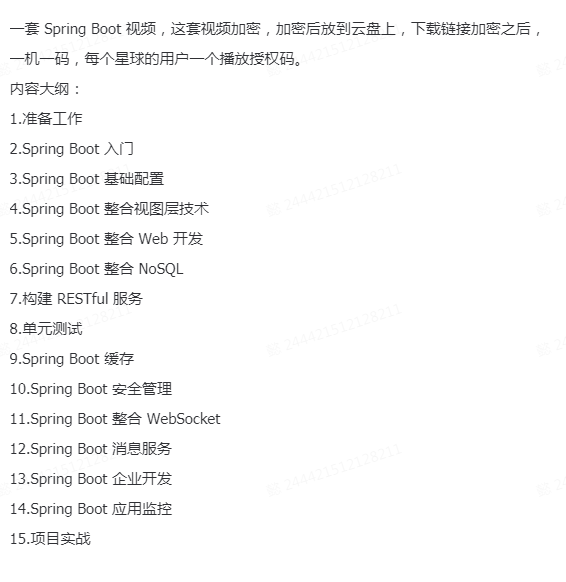 一套 Spring Boot 视频，这套视频加密，加密后放到云盘上，下载链接加密之后，
一机一码，每个星球的用户一个播放授权码。
内容大纲：
1.准备工作
2.Spring Boot 入门
3.Spring Boot 基础配置
4.Spring Boot 整合视图层技术
5.Spring Boot 整合 Web 开发
6.Spring Boot 整合 NoSQL
7.构建 RESTful 服务
8.单元测试
9.Spring Boot 缓存
10.Spring Boot 安全管理
11.Spring Boot 整合 WebSocket
12.Spring Boot 消息服务
13.Spring Boot 企业开发
14.Spring Boot 应用监控
15.项目实战